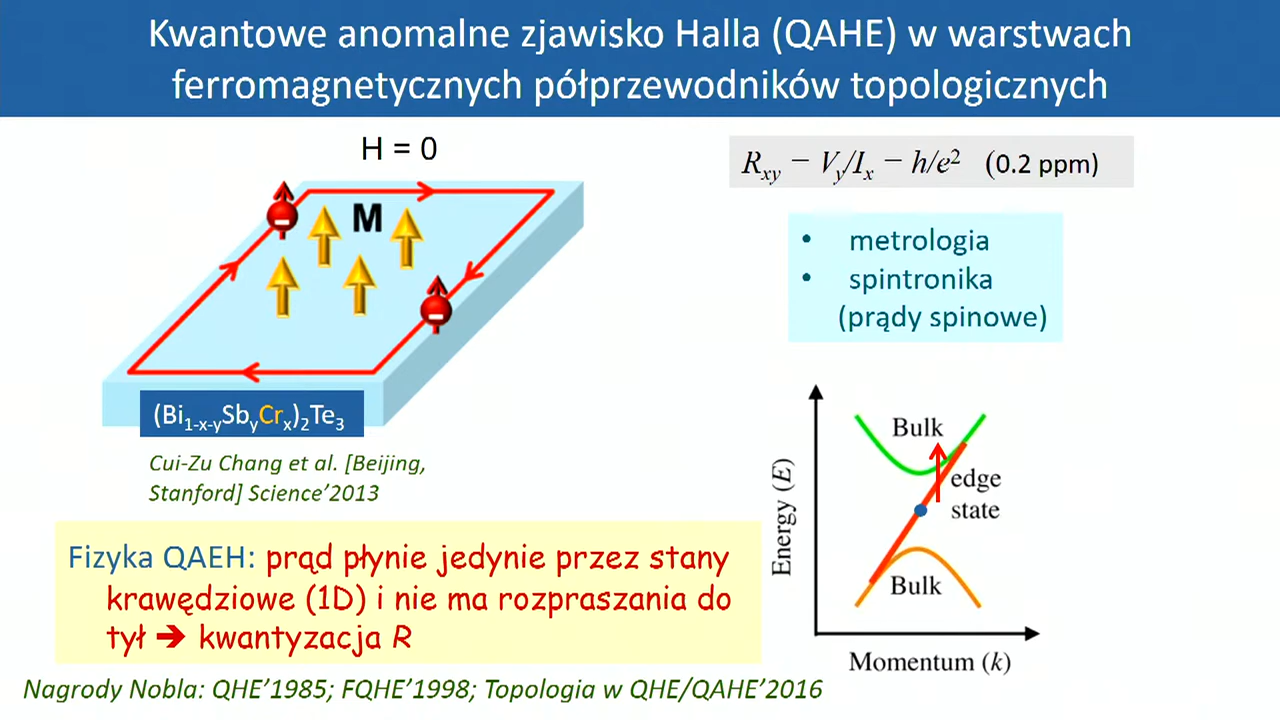 Kwantowe anomalne zjawisko Halla (QAHE) w warstwach
ferromagnetycznych półprzewodników topologicznych
H = 0
M
(Bi1-x-ySbyCrx)2Te3
Cui-Zu Chang et al. [Beijing,
Stanford] Science’2013
Rxy – Vy/Ix – h/e² (0.2 ppm)
• metrologia
• spintronika
(prądy spinowe)
Energy (E)
Bulk
edge
state
Bulk
Momentum (k)
Fizyka QAEH: prąd płynie jedynie przez stany
krawędziowe (1D) i nie ma rozpraszania do
tył ➔ kwantyzacja R
Nagrody Nobla: QHE’1985; FQHE’1998; Topologia w QHE/QAHE’2016